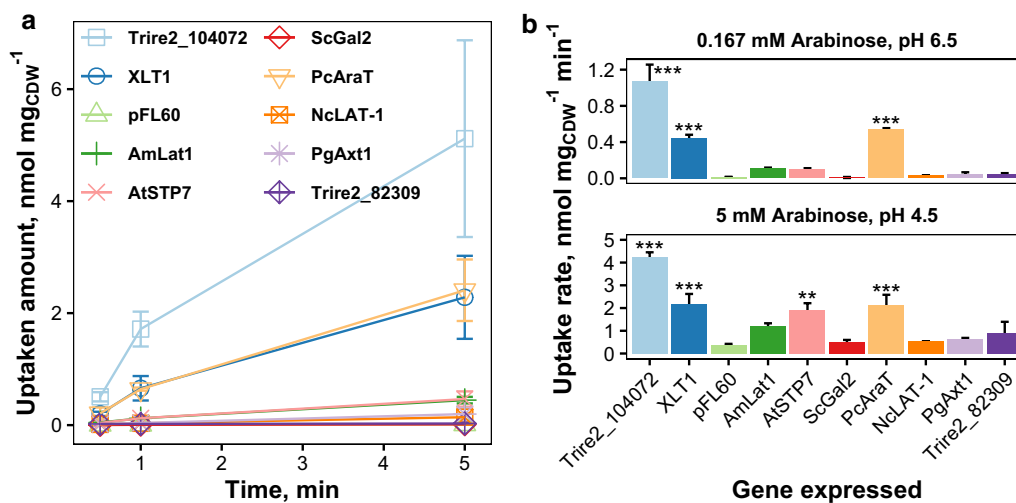 a
Uptaken amount, nmol mg_CDW^-1
6
4
2
0
Trire2_104072
XLT1
pFL60
AmLat1
AtSTP7
ScGal2
PcAraT
NcLAT-1
PgAxt1
Trire2_82309
1
2
3
4
5
Time, min
b
Uptake rate, nmol mg_CDW^-1 min^-1
0.167 mM Arabinose, pH 6.5
1.2
0.8
0.4
0.0
***
***
***
5 mM Arabinose, pH 4.5
5
4
3
2
1
0
***
***
**
***
Trire2_104072
XLT1
pFL60
AmLat1
AtSTP7
ScGal2
PcAraT
NcLAT-1
PgAxt1
Trire2_82309
Gene expressed